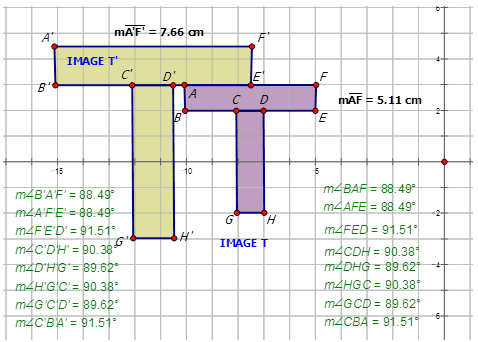 m A'F' = 7.66 cm
A'
F'
IMAGE T'
B'
C'
D'
E'
A
F
m AF = 5.11 cm
B
C
D
E
G
H
IMAGE T
G'
H'
6
4
2
-2
-6
-15
-10
-5
m∠B'A'F' = 88.49°
m∠A'F'E' = 88.49°
m∠F'E'D' = 91.51°
m∠C'D'H' = 90.38°
m∠D'H'G' = 89.62°
m∠H'G'C' = 90.38°
m∠G'C'D' = 89.62°
m∠C'B'A' = 91.51°
m∠BAF = 88.49°
m∠AFE = 88.49°
m∠FED = 91.51°
m∠CDH = 90.38°
m∠DHG = 89.62°
m∠HGC = 90.38°
m∠GCD = 89.62°
m∠CBA = 91.51°